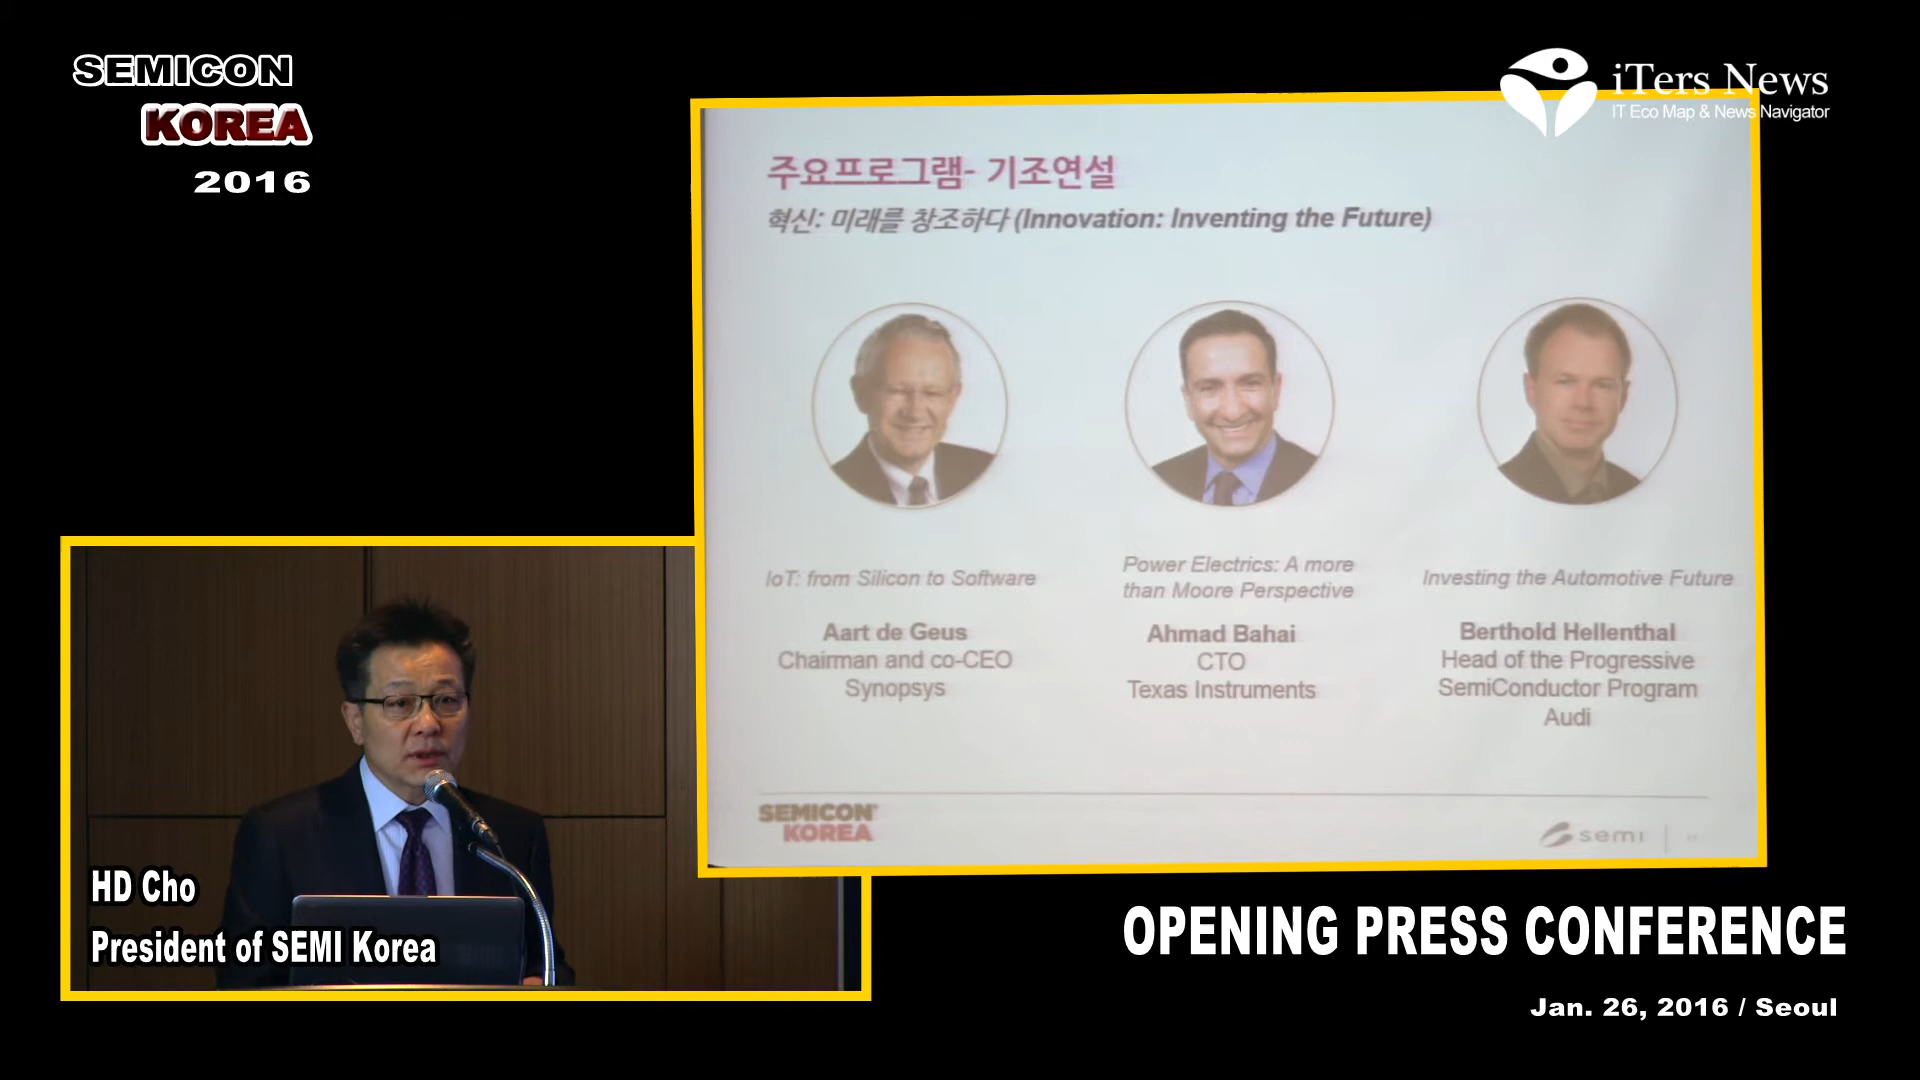 SEMICON
KOREA
2016
iTers News
IT Eco Map & News Navigator
주요프로그램- 기조연설
혁신: 미래를 창조하다 (Innovation: Inventing the Future)
IoT: from Silicon to Software
Aart de Geus
Chairman and co-CEO
Synopsys
Power Electrics: A more
than Moore Perspective
Ahmad Bahai
CTO
Texas Instruments
Investing the Automotive Future
Berthold Hellenthal
Head of the Progressive
SemiConductor Program
Audi
SEMICON®
KOREA
semi
HD Cho
President of SEMI Korea
OPENING PRESS CONFERENCE
Jan. 26, 2016 / Seoul